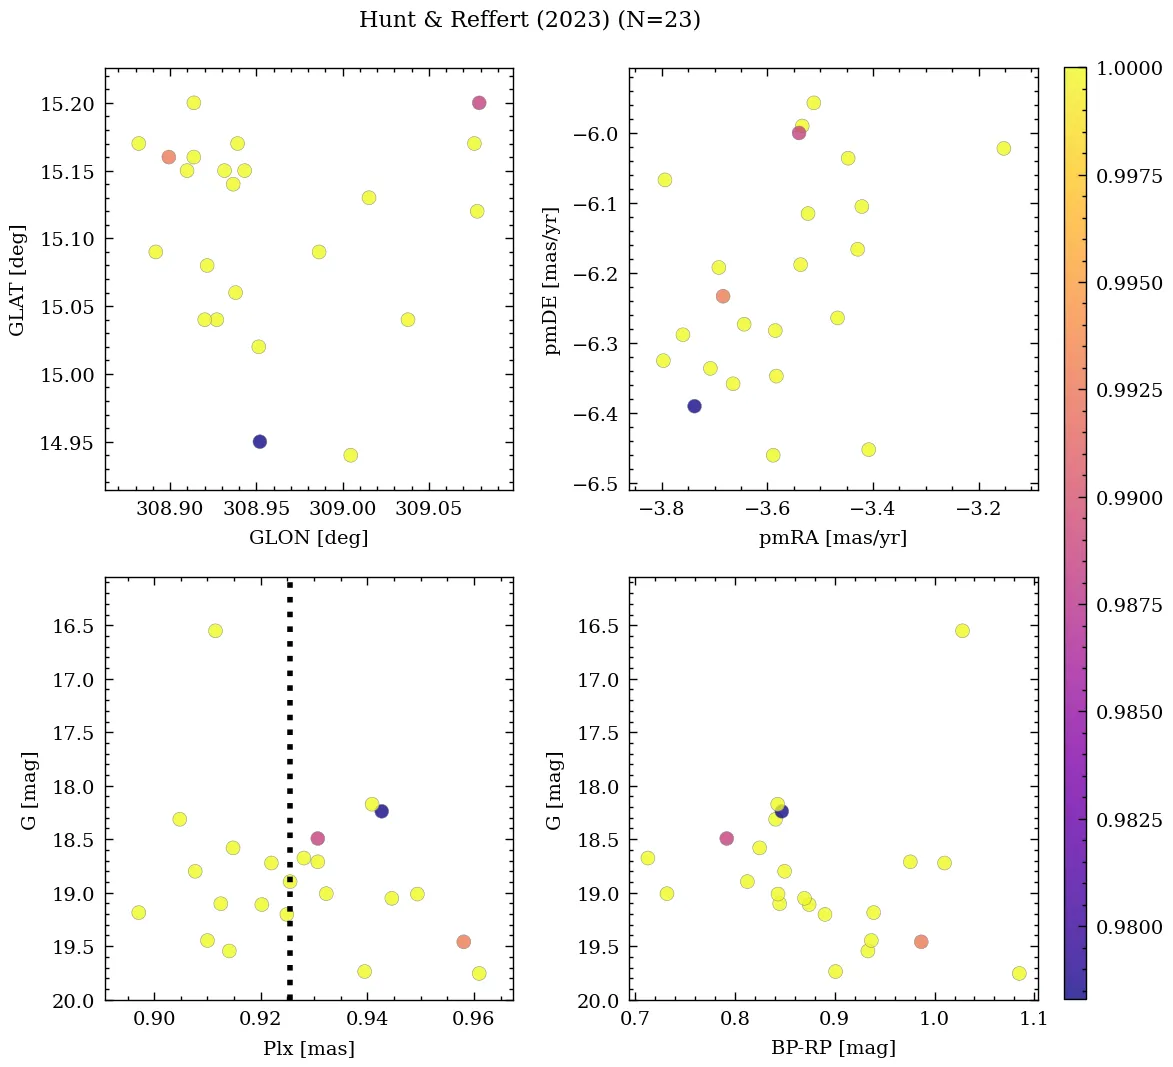 Hunt & Reffert (2023) (N=23)
15.20
15.15
15.10
15.05
15.00
14.95
GLAT [deg]
308.90 308.95 309.00 309.05
GLON [deg]
−6.0
−6.1
−6.2
−6.3
−6.4
−6.5
pmDE [mas/yr]
−3.8 −3.6 −3.4 −3.2
pmRA [mas/yr]
16.5
17.0
17.5
18.0
18.5
19.0
19.5
20.0
G [mag]
0.90 0.92 0.94 0.96
Plx [mas]
16.5
17.0
17.5
18.0
18.5
19.0
19.5
20.0
G [mag]
0.7 0.8 0.9 1.0 1.1
BP-RP [mag]
1.0000
0.9975
0.9950
0.9925
0.9900
0.9875
0.9850
0.9825
0.9800